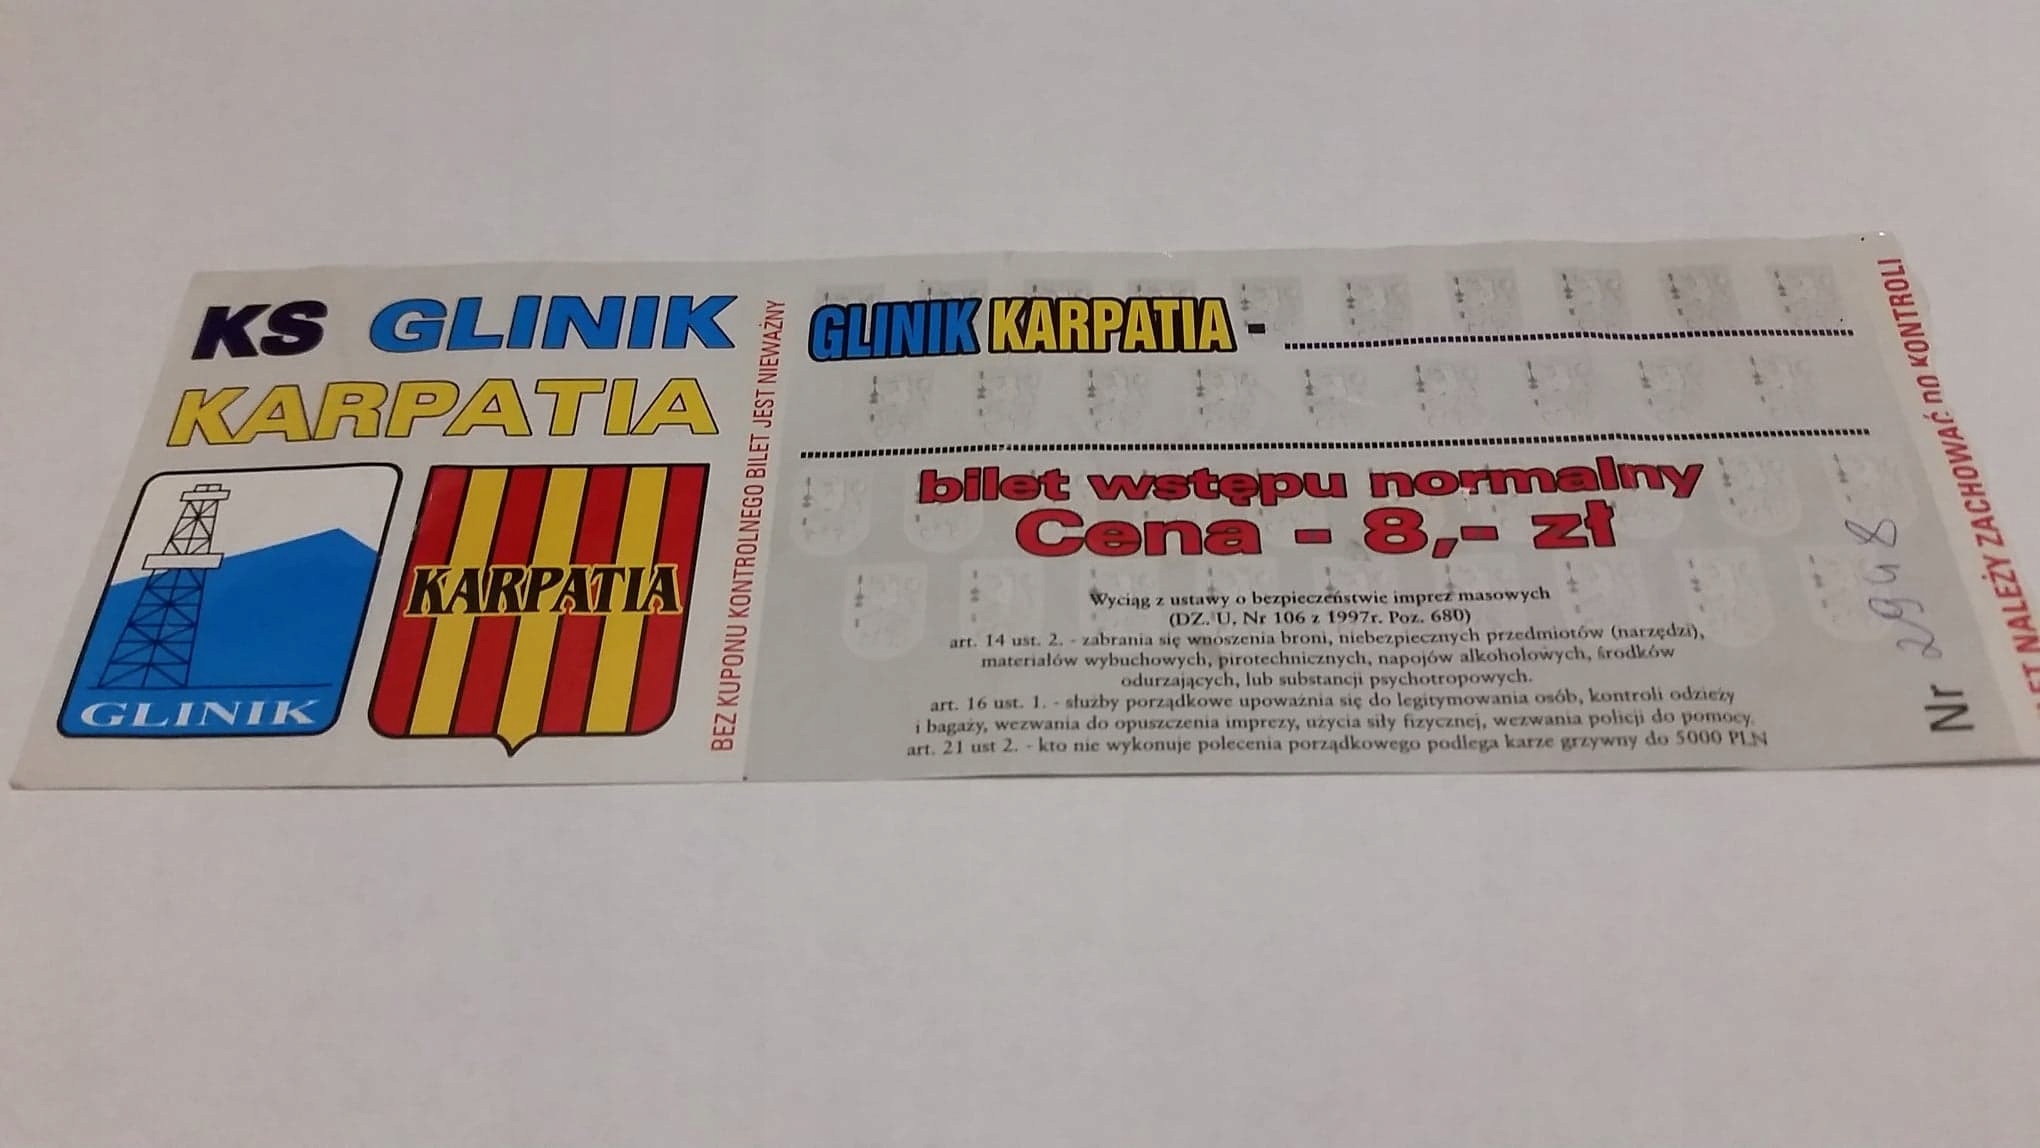 KS GLINIK
KARPATIA
GLINIK
KARPATIA
BEZ KUPONU KONTROLNEGO BILET JEST NIEWAŻNY
GLINIK KARPATIA -
bilet wstępu normalny
Cena - 8,- zł
Wyciąg z ustawy o bezpieczeństwie imprez masowych
(DZ. U, Nr 106 z 1997r. Poz. 680)
art. 14 ust. 2. - zabrania się wnoszenia broni, niebezpiecznych przedmiotów (narzędzi),
materiałów wybuchowych, pirotechnicznych, napojów alkoholowych, środków
odurzających, lub substancji psychotropowych.
art. 16 ust. 1. - służby porządkowe upoważnia się do legitymowania osób, kontroli odzieży
i bagaży, wezwania do opuszczenia imprezy, użycia siły fizycznej, wezwania policji do pomocy.
art. 21 ust 2. - kto nie wykonuje polecenia porządkowego podlega karze grzywny do 5000 PLN
Nr 2948
NALEŻY ZACHOWAĆ DO KONTROLI